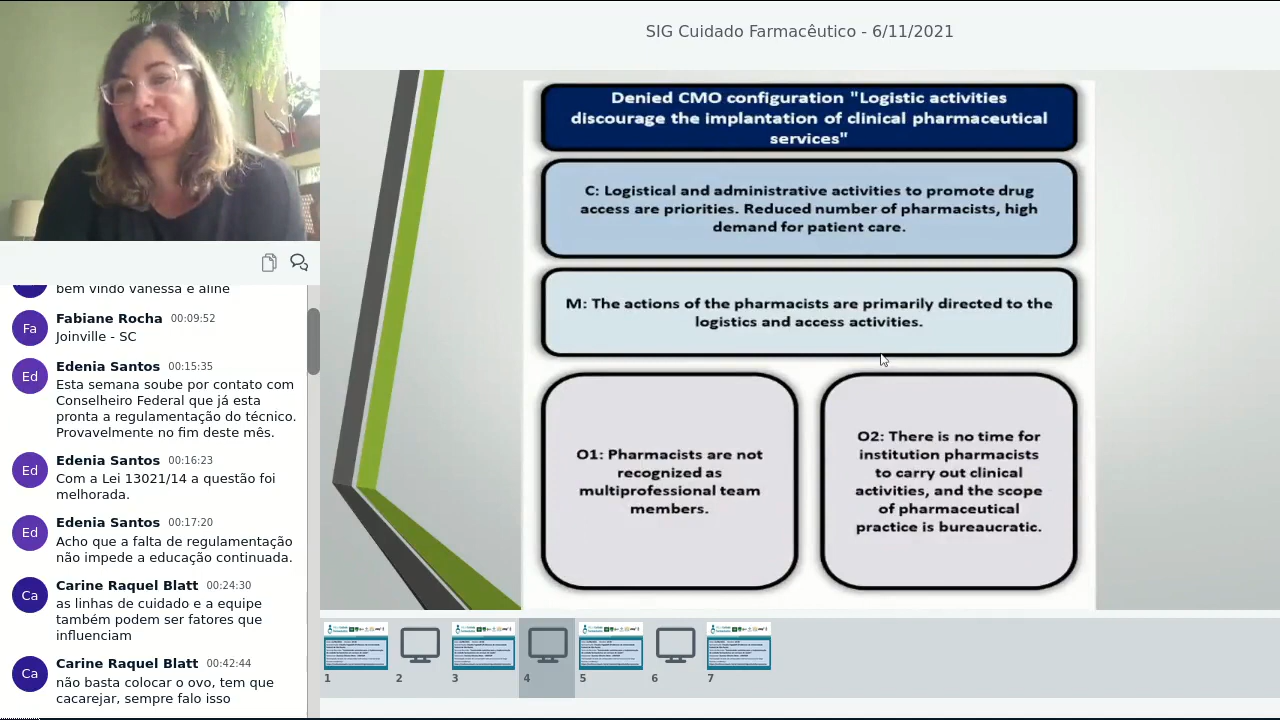 SIG Cuidado Farmacêutico - 6/11/2021
Denied CMO configuration "Logistic activities
discourage the implantation of clinical pharmaceutical
services"
C: Logistical and administrative activities to promote drug
access are priorities. Reduced number of pharmacists, high
demand for patient care.
M: The actions of the pharmacists are primarily directed to the
logistics and access activities.
O1: Pharmacists are not
recognized as
multiprofessional team
members.
O2: There is no time for
institution pharmacists
to carry out clinical
activities, and the scope
of pharmaceutical
practice is bureaucratic.
bem vindo vanessa e aline
Fa
Fabiane Rocha 00:09:52
Joinville - SC
Ed
Edenia Santos 00:15:35
Esta semana soube por contato com
Conselheiro Federal que já esta
pronta a regulamentação do técnico.
Provavelmente no fim deste mês.
Ed
Edenia Santos 00:16:23
Com a Lei 13021/14 a questão foi
melhorada.
Ed
Edenia Santos 00:17:20
Acho que a falta de regulamentação
não impede a educação continuada.
Ca
Carine Raquel Blatt 00:24:30
as linhas de cuidado e a equipe
também podem ser fatores que
influenciam
Ca
Carine Raquel Blatt 00:42:44
não basta colocar o ovo, tem que
cacarejar, sempre falo isso
1
2
3
4
5
6
7